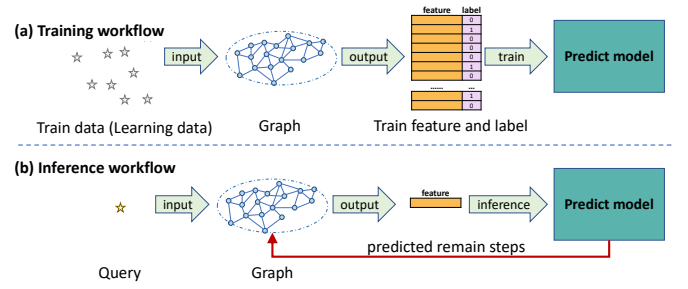 (a) Training workflow
input
output
feature label
0
1
0
0
0
1
0
...... ...
1
0
train
Predict model
Train data (Learning data)
Graph
Train feature and label
(b) Inference workflow
input
output
feature
inference
Predict model
predicted remain steps
Query
Graph